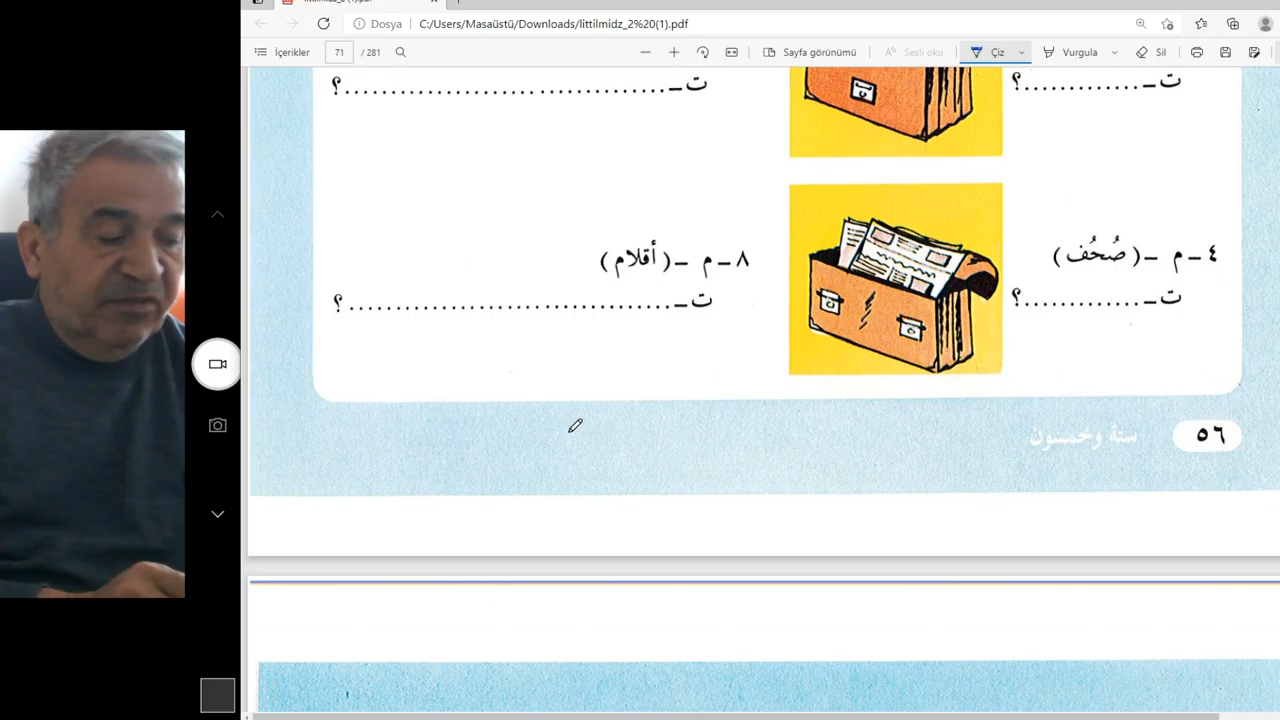 Dosya C:/Users/Masaüstü/Downloads/littilmidz_2%20(1).pdf
İçerikler 71 / 281 Sayfa görünümü Sesli oku Çiz Vurgula Sil
ت ـ .............؟
ت ـ ........................................؟
٤ ـ م ـ (صُحُف)
ت ـ .............؟
٨ ـ م ـ (أقلام)
ت ـ ........................................؟
٥٦ ستة وخمسون